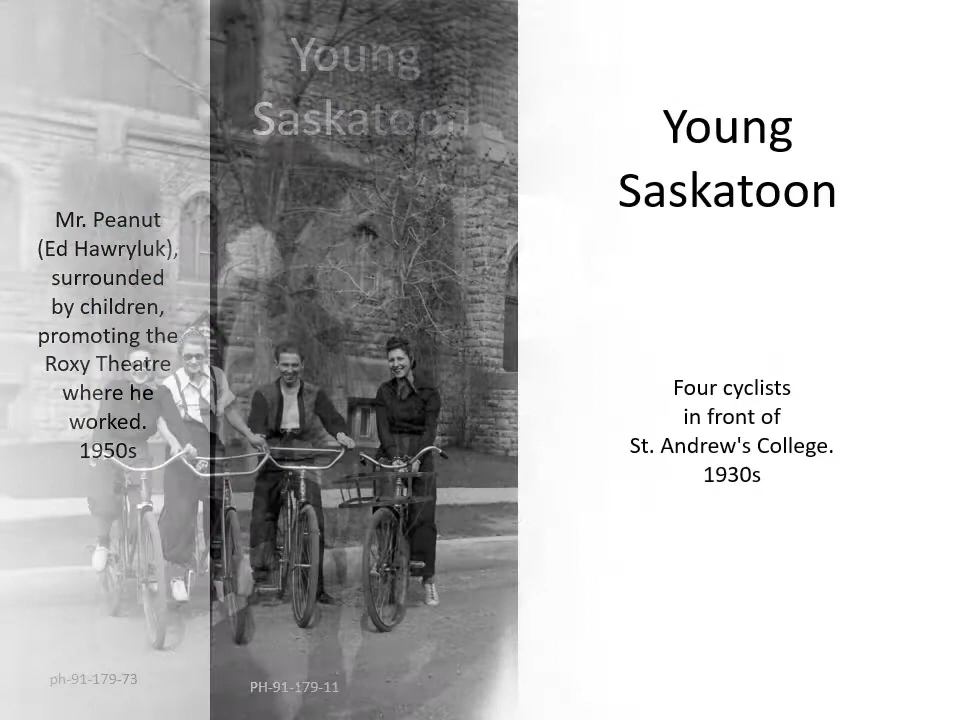 Young
Saskatoon
Mr. Peanut
(Ed Hawryluk),
surrounded
by children,
promoting the
Roxy Theatre
where he
worked.
1950s
ph-91-179-73
PH-91-179-11
Young
Saskatoon
Four cyclists
in front of
St. Andrew's College.
1930s